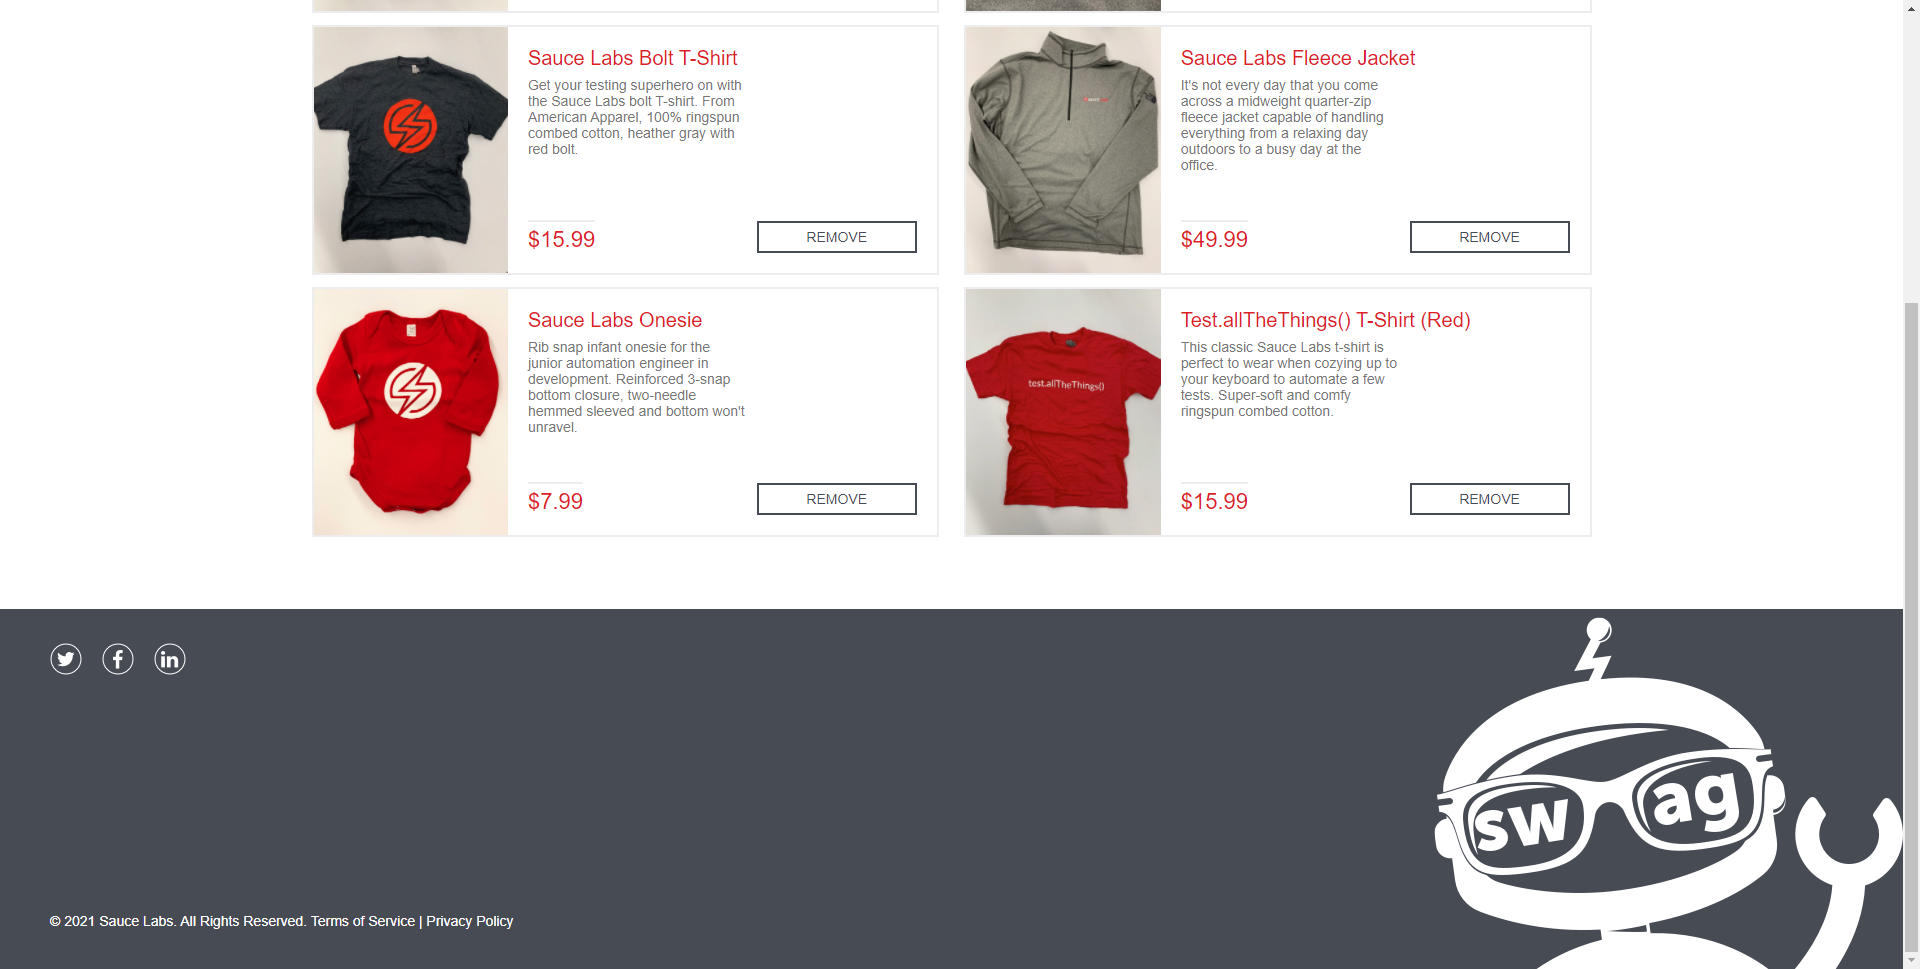 Sauce Labs Bolt T-Shirt
Get your testing superhero on with
the Sauce Labs bolt T-shirt. From
American Apparel, 100% ringspun
combed cotton, heather gray with
red bolt.
$15.99
REMOVE
Sauce Labs Fleece Jacket
It's not every day that you come
across a midweight quarter-zip
fleece jacket capable of handling
everything from a relaxing day
outdoors to a busy day at the
office.
$49.99
REMOVE
Sauce Labs Onesie
Rib snap infant onesie for the
junior automation engineer in
development. Reinforced 3-snap
bottom closure, two-needle
hemmed sleeved and bottom won't
unravel.
$7.99
REMOVE
test.allTheThings()
Test.allTheThings() T-Shirt (Red)
This classic Sauce Labs t-shirt is
perfect to wear when cozying up to
your keyboard to automate a few
tests. Super-soft and comfy
ringspun combed cotton.
$15.99
REMOVE
sw ag
© 2021 Sauce Labs. All Rights Reserved. Terms of Service | Privacy Policy